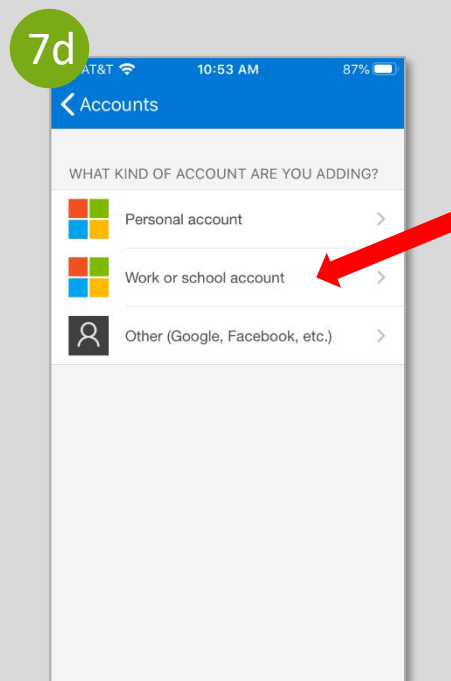 7d
AT&T 10:53 AM 87%
Accounts
WHAT KIND OF ACCOUNT ARE YOU ADDING?
Personal account
Work or school account
Other (Google, Facebook, etc.)